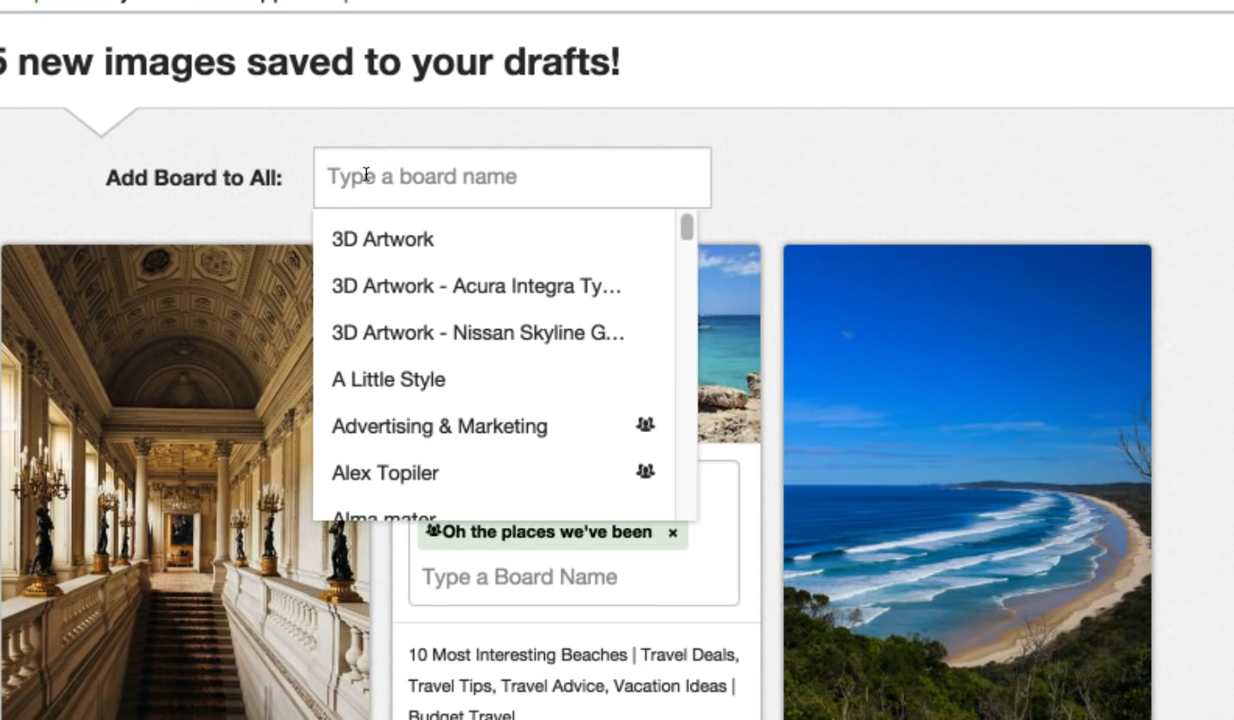 5 new images saved to your drafts!
Add Board to All:
Type a board name
3D Artwork
3D Artwork - Acura Integra Ty...
3D Artwork - Nissan Skyline G...
A Little Style
Advertising & Marketing
Alex Topiler
Alma mater
Oh the places we've been ×
Type a Board Name
10 Most Interesting Beaches | Travel Deals,
Travel Tips, Travel Advice, Vacation Ideas |
Budget Travel